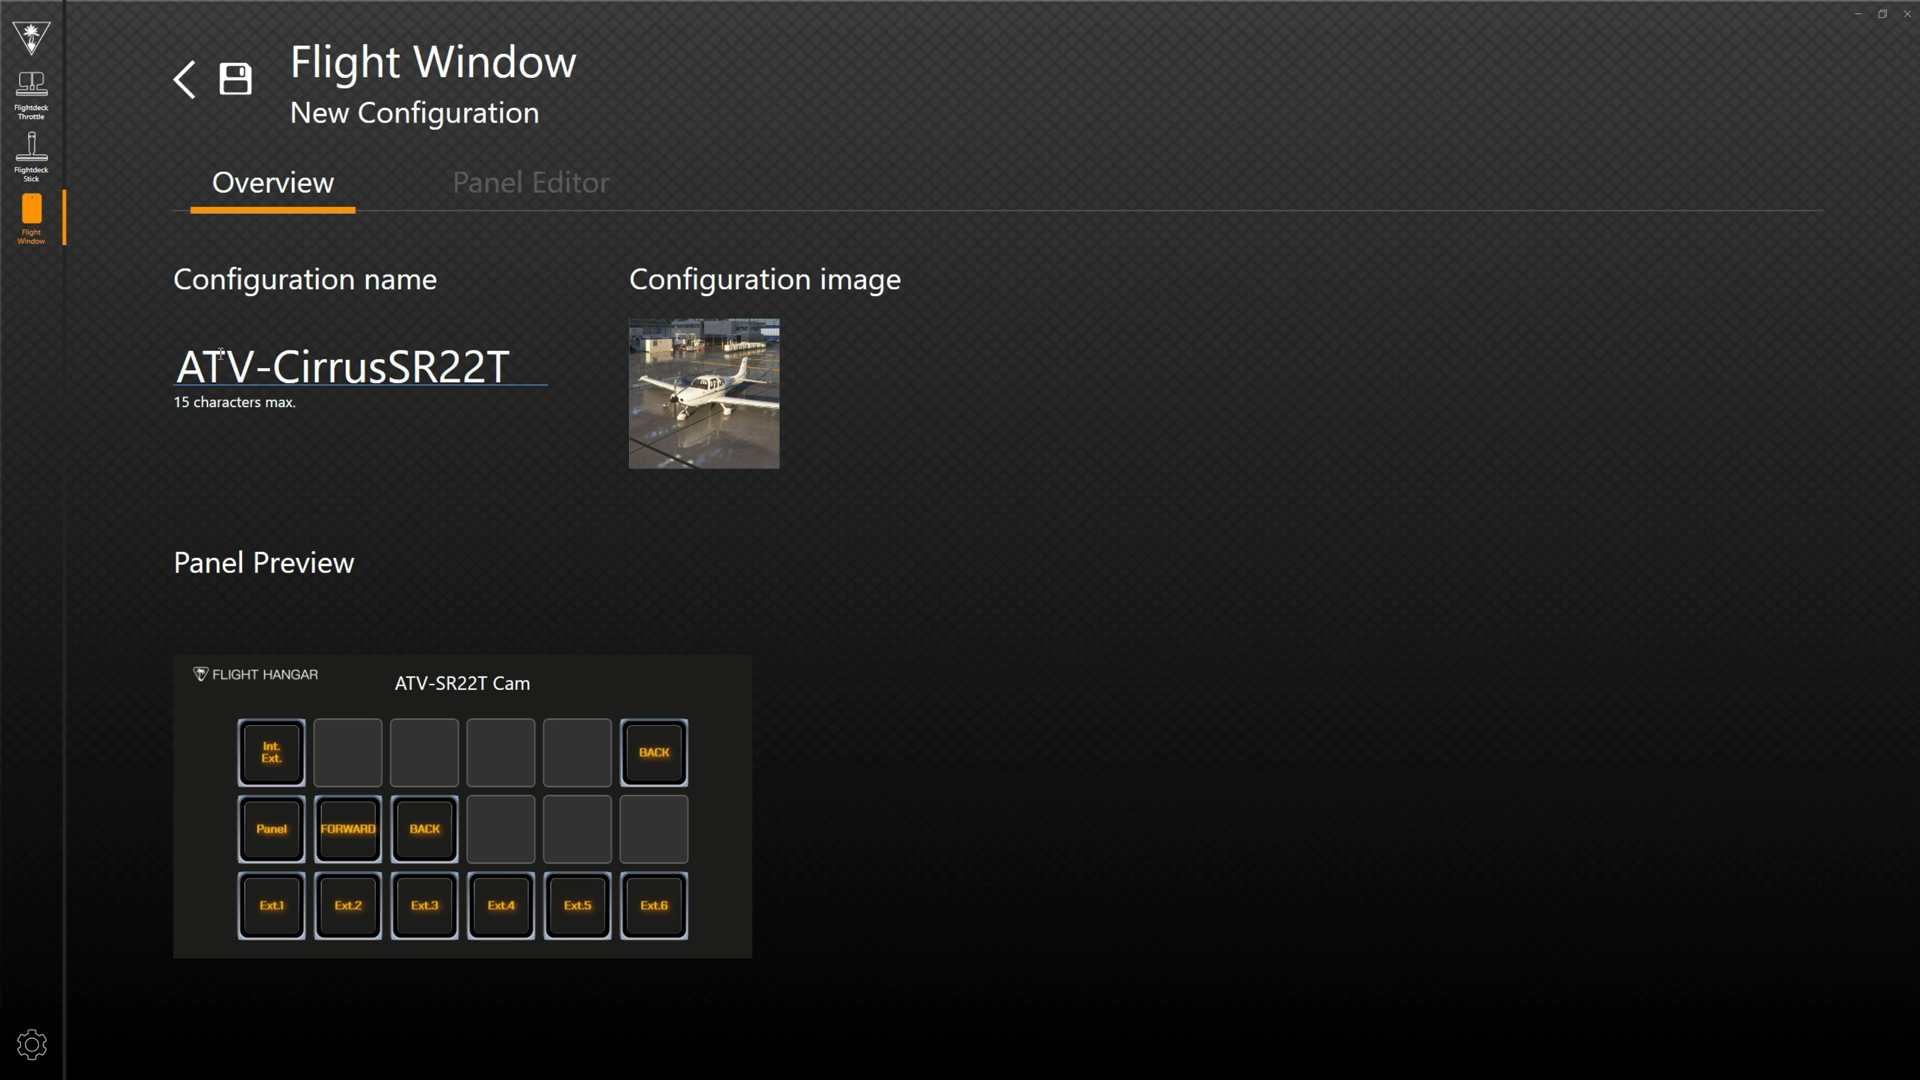 Flight Window
New Configuration
Flightdeck
Throttle
Flightdeck
Stick
Flight
Window
Overview
Panel Editor
Configuration name
Configuration image
ATV-CirrusSR22T
15 characters max.
Panel Preview
FLIGHT HANGAR
ATV-SR22T Cam
Int.
Ext.
BACK
Panel
FORWARD
BACK
Ext.1
Ext.2
Ext.3
Ext.4
Ext.5
Ext.6